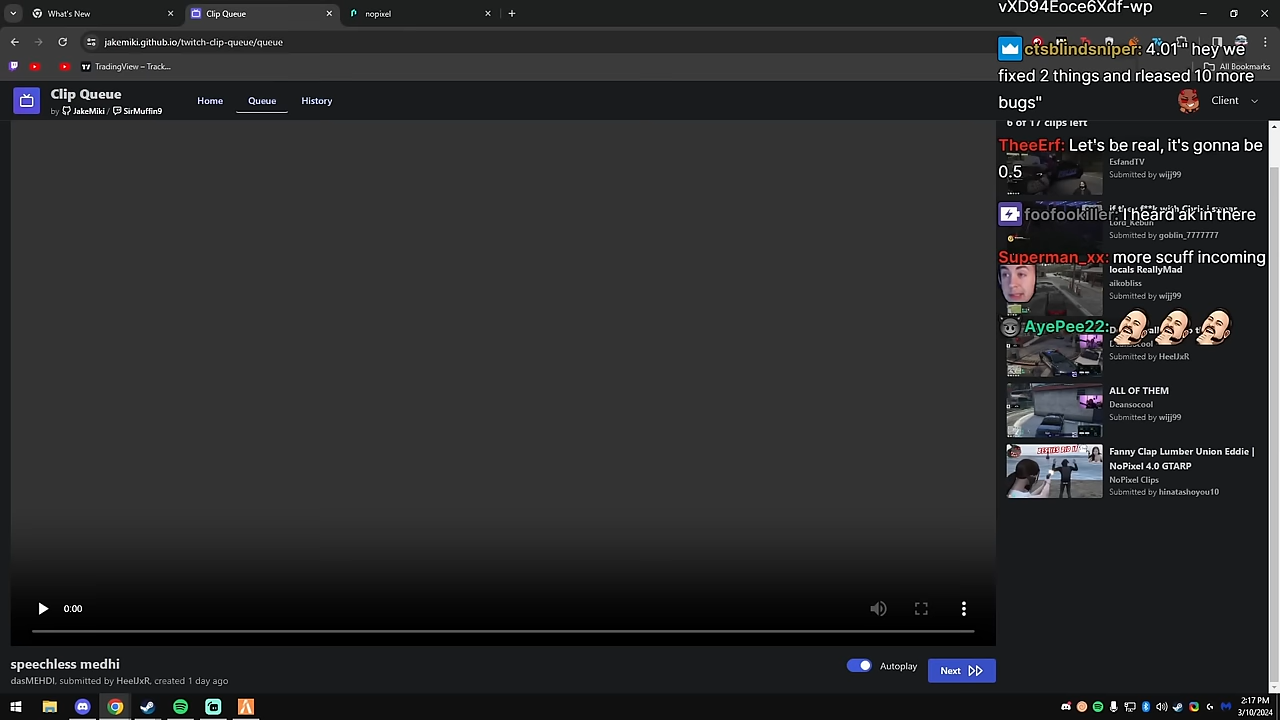 What's New
Clip Queue
nopixel
jakemiki.github.io/twitch-clip-queue/queue
TradingView – Track...
All Bookmarks
Clip Queue
by JakeMiki / SirMuffin9
Home
Queue
History
Client
vXD94Eoce6Xdf-wp
ctsblindsniper: 4.01" hey we
fixed 2 things and rleased 10 more
bugs"
6 of 17 clips left
TheeErf: Let's be real, it's gonna be
0.5
EsfandTV
Submitted by wijj99
foofookiller: I heard ak in there
Lord_Kebun
Submitted by goblin_7777777
Superman_xx: more scuff incoming
locals ReallyMad
aikobliss
Submitted by wijj99
AyePee22:
Deansocool
Submitted by HeelJxR
ALL OF THEM
Deansocool
Submitted by wijj99
Fanny Clap Lumber Union Eddie |
NoPixel 4.0 GTARP
NoPixel Clips
Submitted by hinatashoyou10
0:00
speechless medhi
dasMEHDI, submitted by HeelJxR, created 1 day ago
Autoplay
Next
2:17 PM
3/10/2024